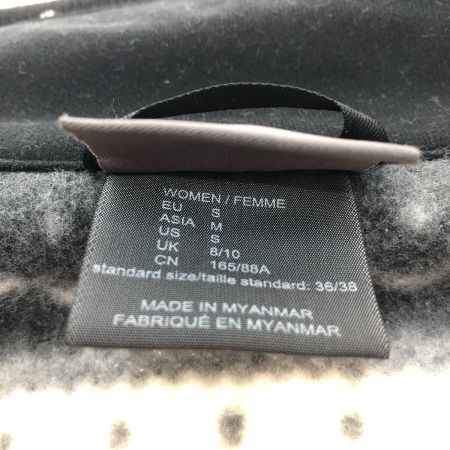 WOMEN / FEMME
EU S
ASIA M
US S
UK 8/10
CN 165/88A
standard size/taille standard: 36/38
MADE IN MYANMAR
FABRIQUÉ EN MYANMAR